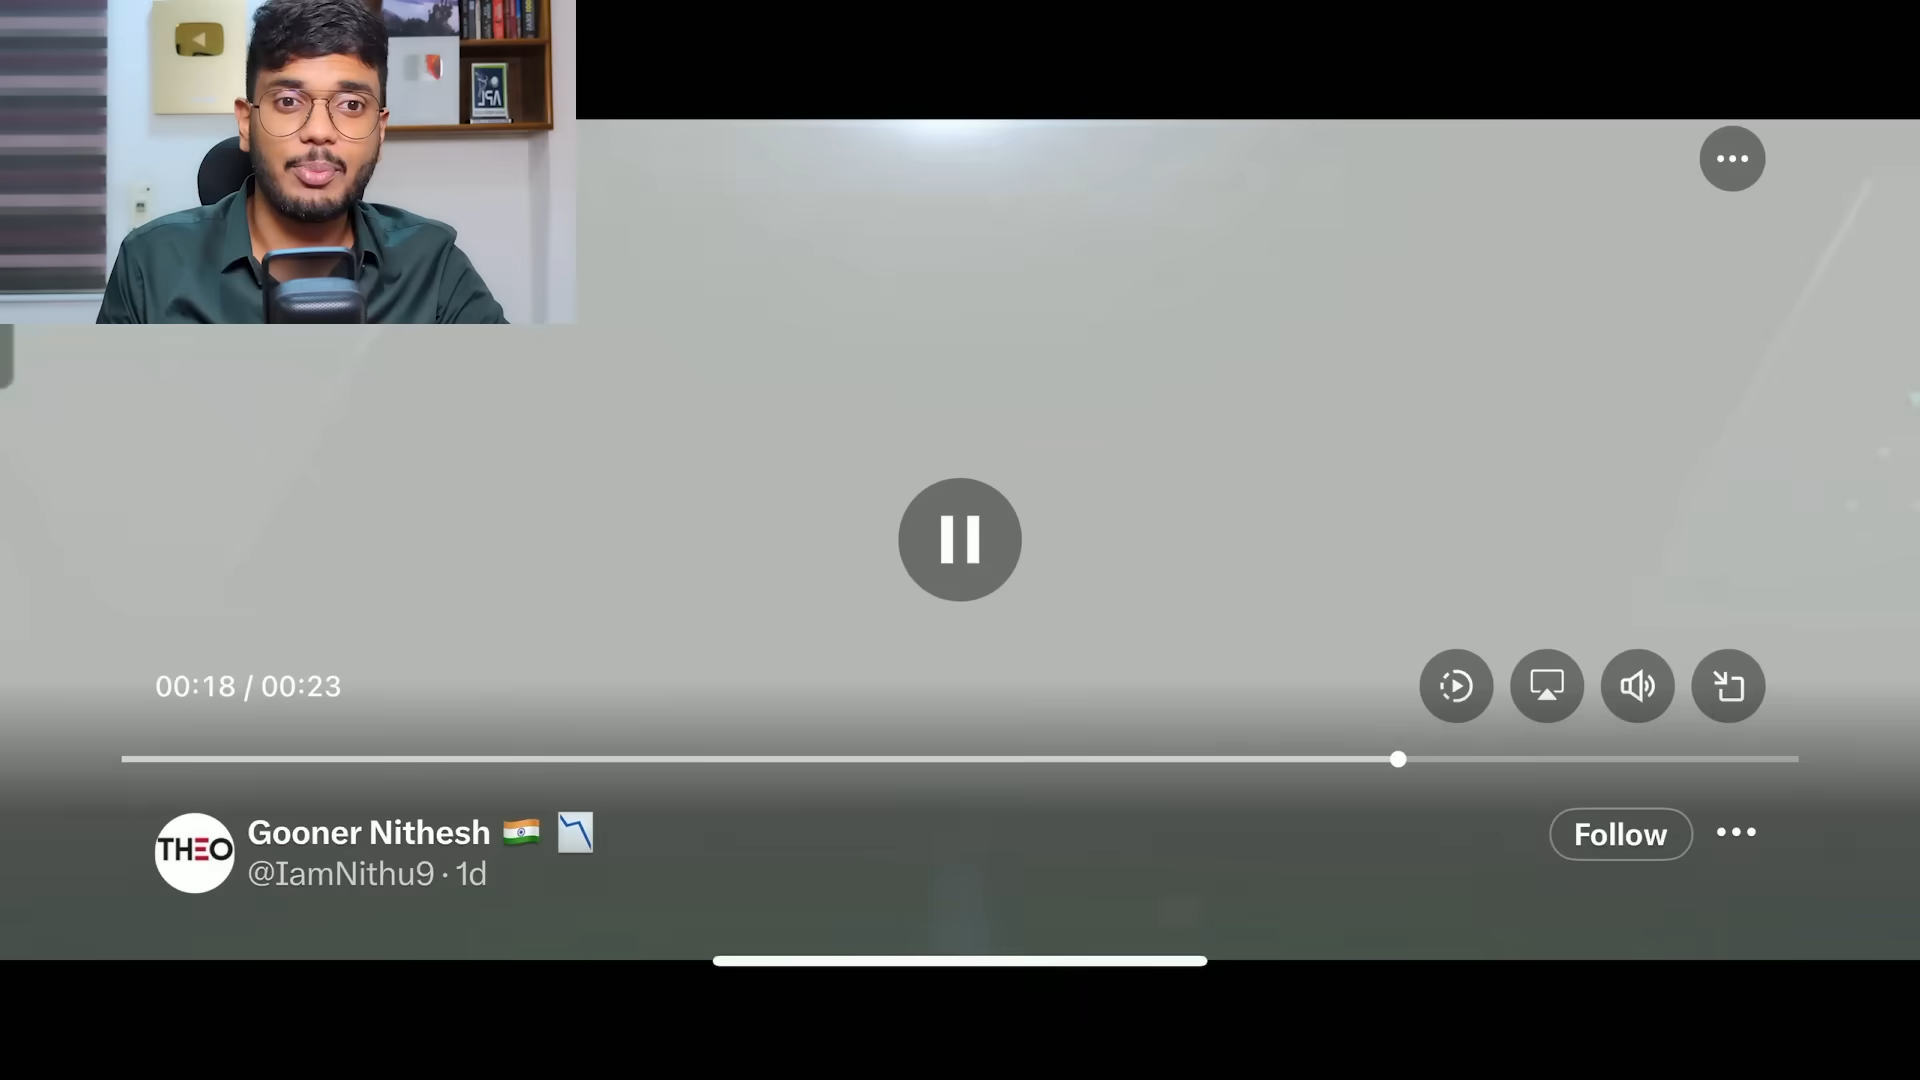 00:18 / 00:23
THEO
Gooner Nithesh 🇮🇳 📉
@IamNithu9 · 1d
Follow